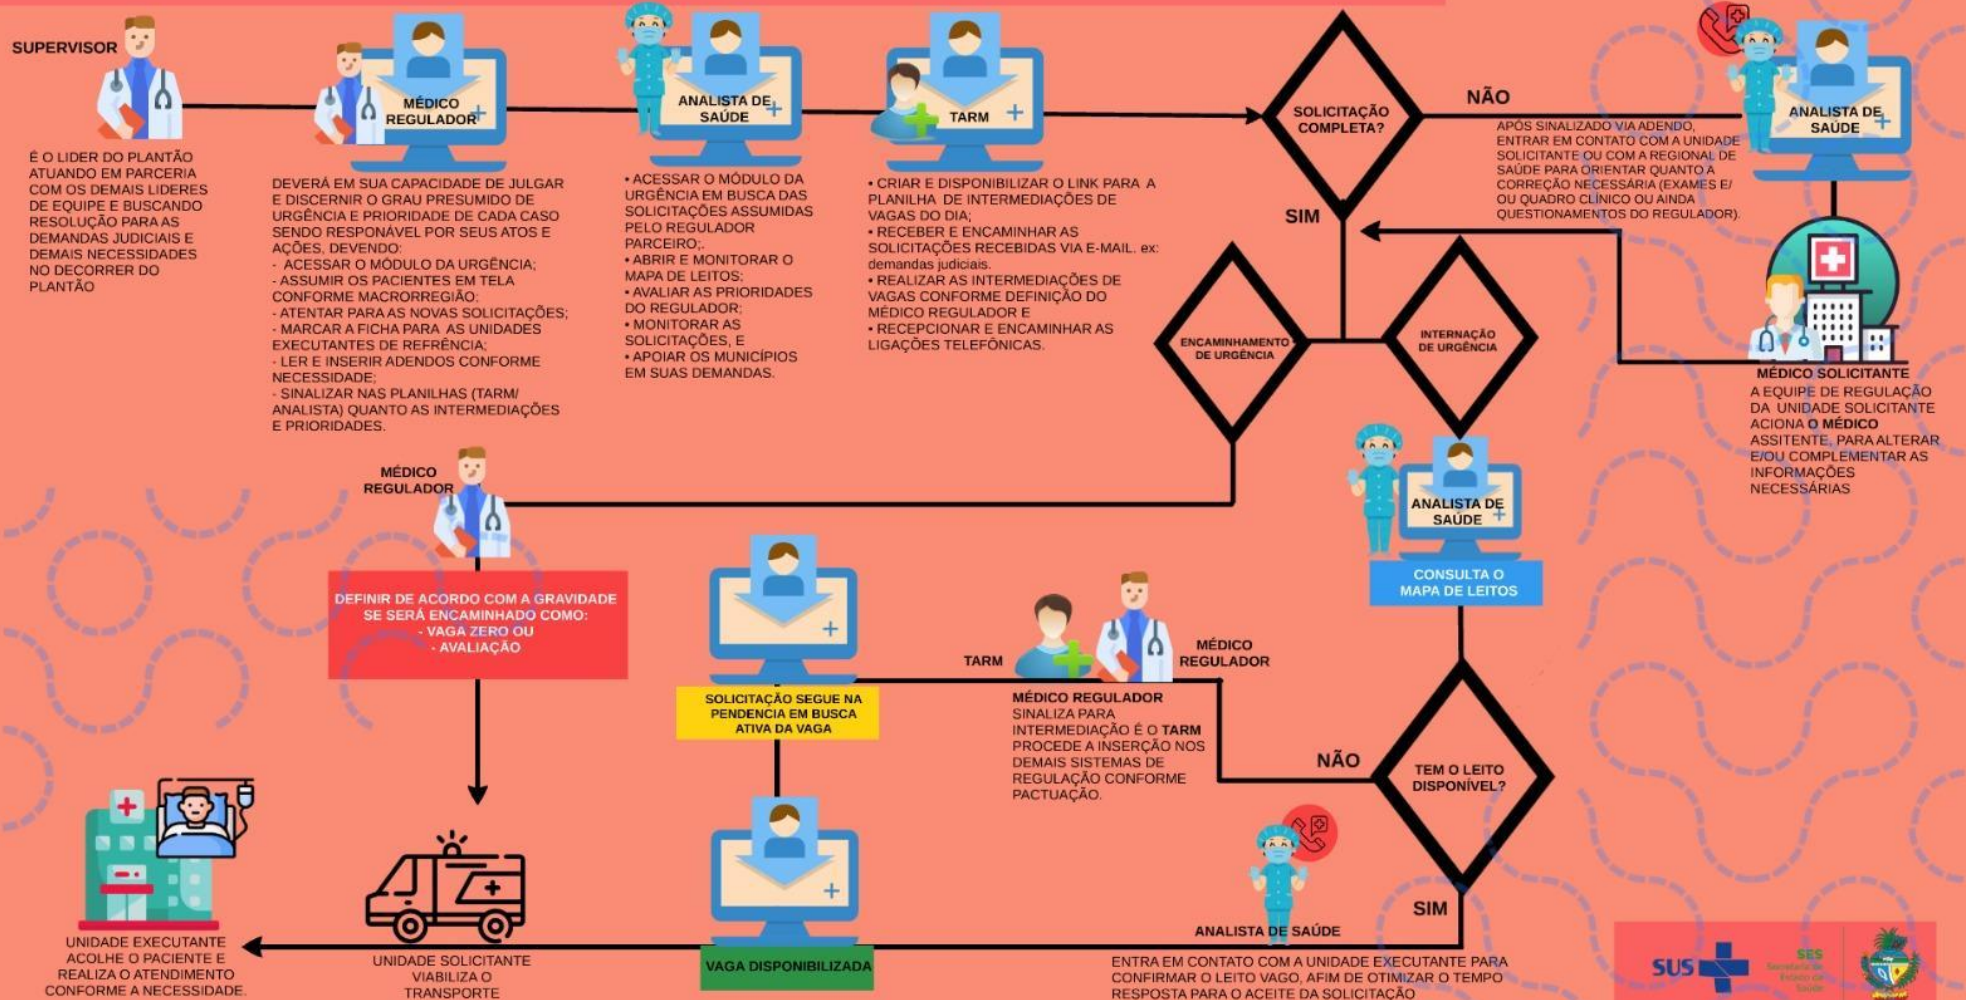 SUPERVISOR
É O LIDER DO PLANTÃO
ATUANDO EM PARCERIA
COM OS DEMAIS LIDERES
DE EQUIPE E BUSCANDO
RESOLUÇÃO PARA AS
DEMANDAS JUDICIAIS E
DEMAIS NECESSIDADES
NO DECORRER DO
PLANTÃO
MÉDICO
REGULADOR
DEVERÁ EM SUA CAPACIDADE DE JULGAR
E DISCERNIR O GRAU PRESUMIDO DE
URGÊNCIA E PRIORIDADE DE CADA CASO
SENDO RESPONÁVEL POR SEUS ATOS E
AÇÕES, DEVENDO:
- ACESSAR O MÓDULO DA URGÊNCIA;
- ASSUMIR OS PACIENTES EM TELA
CONFORME MACRORREGIÃO:
- ATENTAR PARA AS NOVAS SOLICITAÇÕES;
- MARCAR A FICHA PARA AS UNIDADES
EXECUTANTES DE REFRÊNCIA;
- LER E INSERIR ADENDOS CONFORME
NECESSIDADE;
- SINALIZAR NAS PLANILHAS (TARM/
ANALISTA) QUANTO AS INTERMEDIAÇÕES
E PRIORIDADES.
ANALISTA DE
SAÚDE
• ACESSAR O MÓDULO DA
URGÊNCIA EM BUSCA DAS
SOLICITAÇÕES ASSUMIDAS
PELO REGULADOR
PARCEIRO;.
• ABRIR E MONITORAR O
MAPA DE LEITOS;
• AVALIAR AS PRIORIDADES
DO REGULADOR;
• MONITORAR AS
SOLICITAÇÕES, E
• APOIAR OS MUNICÍPIOS
EM SUAS DEMANDAS.
TARM
• CRIAR E DISPONIBILIZAR O LINK PARA A
PLANILHA DE INTERMEDIAÇÕES DE
VAGAS DO DIA;
• RECEBER E ENCAMINHAR AS
SOLICITAÇÕES RECEBIDAS VIA E-MAIL. ex:
demandas judiciais.
• REALIZAR AS INTERMEDIAÇÕES DE
VAGAS CONFORME DEFINIÇÃO DO
MÉDICO REGULADOR E
• RECEPCIONAR E ENCAMINHAR AS
LIGAÇÕES TELEFÔNICAS.
SOLICITAÇÃO
COMPLETA?
NÃO
APÓS SINALIZADO VIA ADENDO,
ENTRAR EM CONTATO COM A UNIDADE
SOLICITANTE OU COM A REGIONAL DE
SAÚDE PARA ORIENTAR QUANTO A
CORREÇÃO NECESSÁRIA (EXAMES E/
OU QUADRO CLÍNICO OU AINDA
QUESTIONAMENTOS DO REGULADOR).
ANALISTA DE
SAÚDE
SIM
ENCAMINHAMENTO
DE URGÊNCIA
INTERNAÇÃO
DE URGÊNCIA
MÉDICO SOLICITANTE
A EQUIPE DE REGULAÇÃO
DA UNIDADE SOLICITANTE
ACIONA O MÉDICO
ASSITENTE, PARA ALTERAR
E/OU COMPLEMENTAR AS
INFORMAÇÕES
NECESSÁRIAS
MÉDICO
REGULADOR
DEFINIR DE ACORDO COM A GRAVIDADE
SE SERÁ ENCAMINHADO COMO:
- VAGA ZERO OU
- AVALIAÇÃO
ANALISTA DE
SAÚDE
CONSULTA O
MAPA DE LEITOS
TARM
MÉDICO
REGULADOR
MÉDICO REGULADOR
SINALIZA PARA
INTERMEDIAÇÃO É O TARM
PROCEDE A INSERÇÃO NOS
DEMAIS SISTEMAS DE
REGULAÇÃO CONFORME
PACTUAÇÃO.
SOLICITAÇÃO SEGUE NA
PENDENCIA EM BUSCA
ATIVA DA VAGA
NÃO
TEM O LEITO
DISPONÍVEL?
SIM
ANALISTA DE SAÚDE
ENTRA EM CONTATO COM A UNIDADE EXECUTANTE PARA
CONFIRMAR O LEITO VAGO, AFIM DE OTIMIZAR O TEMPO
RESPOSTA PARA O ACEITE DA SOLICITAÇÃO
VAGA DISPONIBILIZADA
UNIDADE SOLICITANTE
VIABILIZA O
TRANSPORTE
UNIDADE EXECUTANTE
ACOLHE O PACIENTE E
REALIZA O ATENDIMENTO
CONFORME A NECESSIDADE.
SUS
SES
Secretaria de
Estado da
Saúde